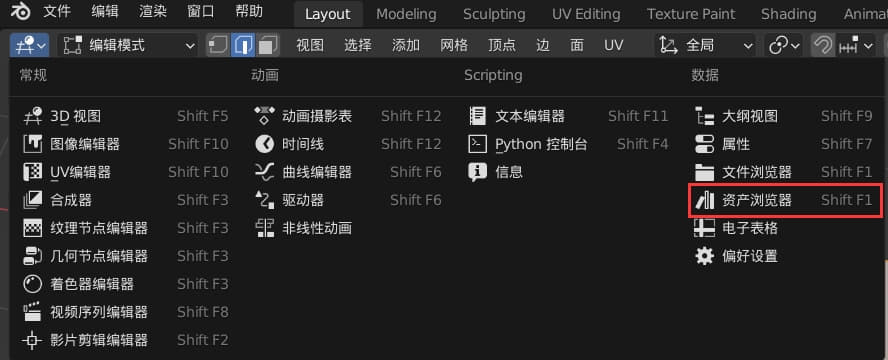 文件 编辑 渲染 窗口 帮助 Layout Modeling Sculpting UV Editing Texture Paint Shading Animat
编辑模式 视图 选择 添加 网格 顶点 边 面 UV 全局
常规 动画 Scripting 数据
3D 视图 Shift F5 动画摄影表 Shift F12 文本编辑器 Shift F11 大纲视图 Shift F9
图像编辑器 Shift F10 时间线 Shift F12 Python 控制台 Shift F4 属性 Shift F7
UV编辑器 Shift F10 曲线编辑器 Shift F6 信息 文件浏览器 Shift F1
合成器 Shift F3 驱动器 Shift F6 资产浏览器 Shift F1
纹理节点编辑器 Shift F3 非线性动画 电子表格
几何节点编辑器 Shift F3 偏好设置
着色器编辑器 Shift F3
视频序列编辑器 Shift F8
影片剪辑编辑器 Shift F2